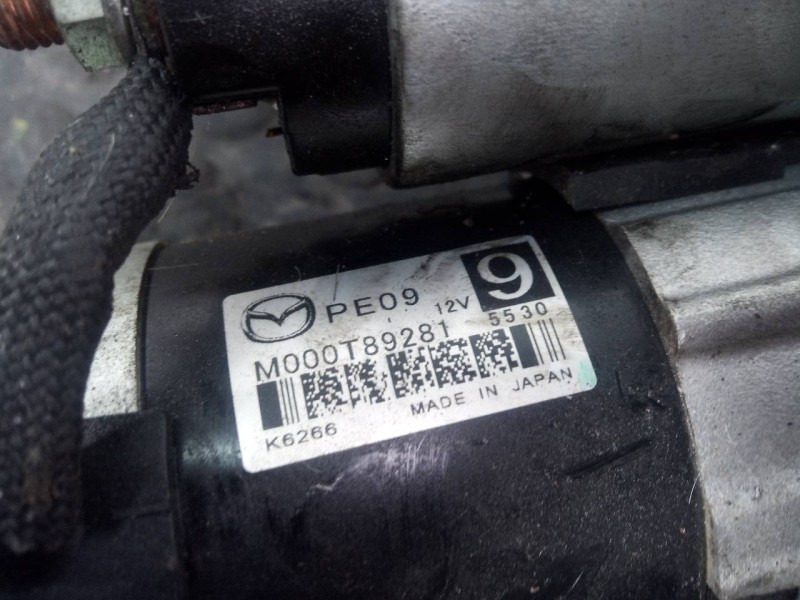 PE09 12V 9
M000T89281 5530
K6266 MADE IN JAPAN